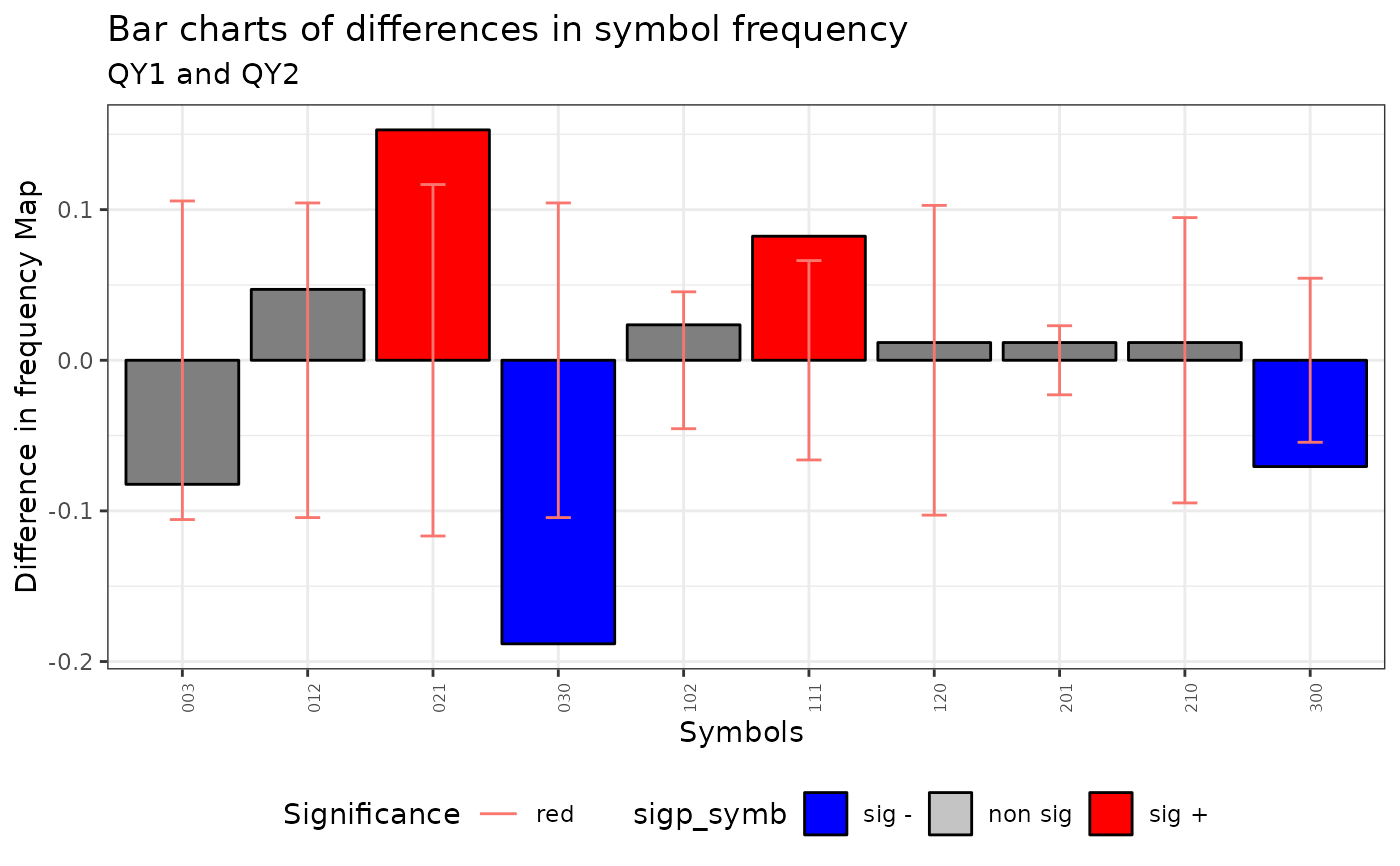 Bar charts of differences in symbol frequency
QY1 and QY2
Difference in frequency Map
0.1
0.0
-0.1
-0.2
003 012 021 030 102 111 120 201 210 300
Symbols
Significance red sigp_symb sig - non sig sig +